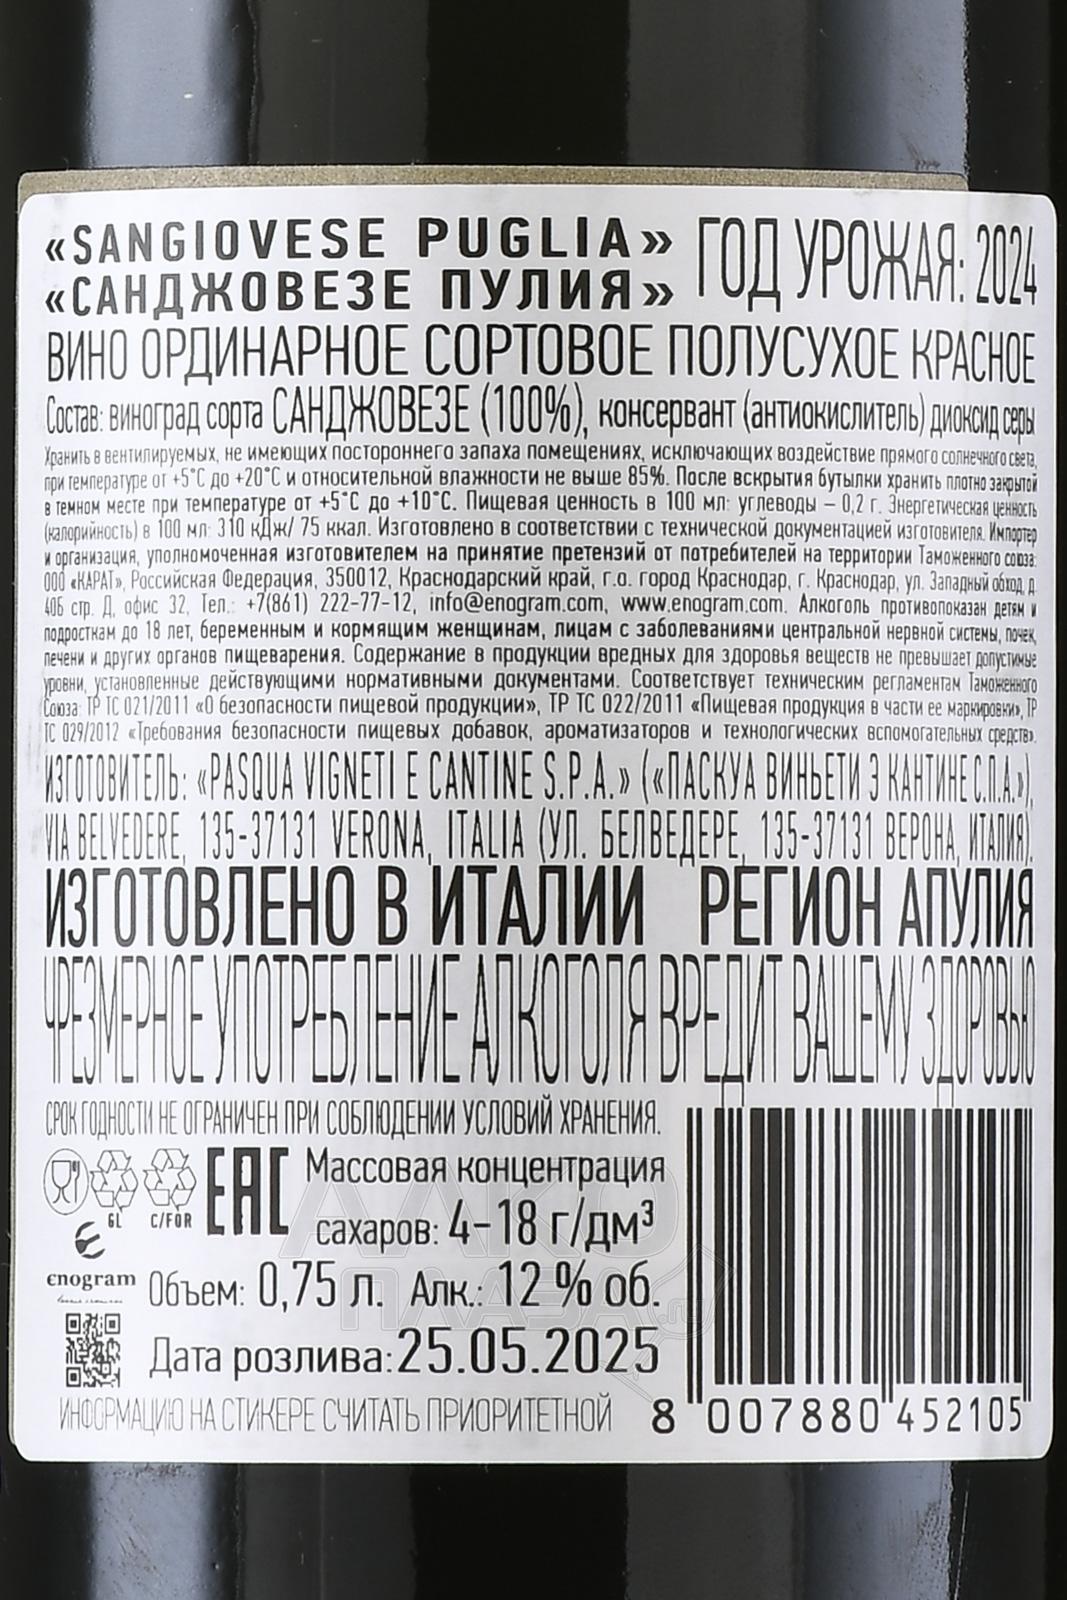 «SANGIOVESE PUGLIA»
«САНДЖОВЕЗЕ ПУЛИЯ»
ГОД УРОЖАЯ: 2024
ВИНО ОРДИНАРНОЕ СОРТОВОЕ ПОЛУСУХОЕ КРАСНОЕ
Состав: виноград сорта САНДЖОВЕЗЕ (100%), консервант (антиокислитель) диоксид серы
Хранить в вентилируемых, не имеющих постороннего запаха помещениях, исключающих воздействие прямого солнечного света,
при температуре от +5°С до +20°С и относительной влажности не выше 85%. После вскрытия бутылки хранить плотно закрытой
в темном месте при температуре от +5°С до +10°С. Пищевая ценность в 100 мл: углеводы – 0,2 г. Энергетическая ценность
(калорийность) в 100 мл: 310 кДж/ 75 ккал. Изготовлено в соответствии с технической документацией изготовителя. Импортер
и организация, уполномоченная изготовителем на принятие претензий от потребителей на территории Таможенного союза:
ООО «КАРАТ», Российская Федерация, 350012, Краснодарский край, г.о. город Краснодар, г. Краснодар, ул. Западный обход, д.
40Б стр. Д, офис 32, Тел.: +7(861) 222-77-12, info@enogram.com, www.enogram.com. Алкоголь противопоказан детям и
подросткам до 18 лет, беременным и кормящим женщинам, лицам с заболеваниями центральной нервной системы, почек,
печени и других органов пищеварения. Содержание в продукции вредных для здоровья веществ не превышает допустимые
уровни, установленные действующими нормативными документами. Соответствует техническим регламентам Таможенного
Союза: ТР ТС 021/2011 «О безопасности пищевой продукции», ТР ТС 022/2011 «Пищевая продукция в части ее маркировки», ТР
ТС 029/2012 «Требования безопасности пищевых добавок, ароматизаторов и технологических вспомогательных средств».
ИЗГОТОВИТЕЛЬ: «PASQUA VIGNETI E CANTINE S.P.A.» («ПАСКУА ВИНЬЕТИ Э КАНТИНЕ С.П.А.»),
VIA BELVEDERE, 135-37131 VERONA, ITALIA (УЛ. БЕЛВЕДЕРЕ, 135-37131 ВЕРОНА, ИТАЛИЯ).
ИЗГОТОВЛЕНО В ИТАЛИИ РЕГИОН АПУЛИЯ
ЧРЕЗМЕРНОЕ УПОТРЕБЛЕНИЕ АЛКОГОЛЯ ВРЕДИТ ВАШЕМУ ЗДОРОВЬЮ
СРОК ГОДНОСТИ НЕ ОГРАНИЧЕН ПРИ СОБЛЮДЕНИИ УСЛОВИЙ ХРАНЕНИЯ.
GL C/FOR EAC
Массовая концентрация
сахаров: 4–18 г/дм³
enogram
Объем: 0,75 л. Алк.: 12 % об.
Дата розлива: 25.05.2025
ИНФОРМАЦИЮ НА СТИКЕРЕ СЧИТАТЬ ПРИОРИТЕТНОЙ
8 007880 452105
АЛКО
ПЛАЗА.ru